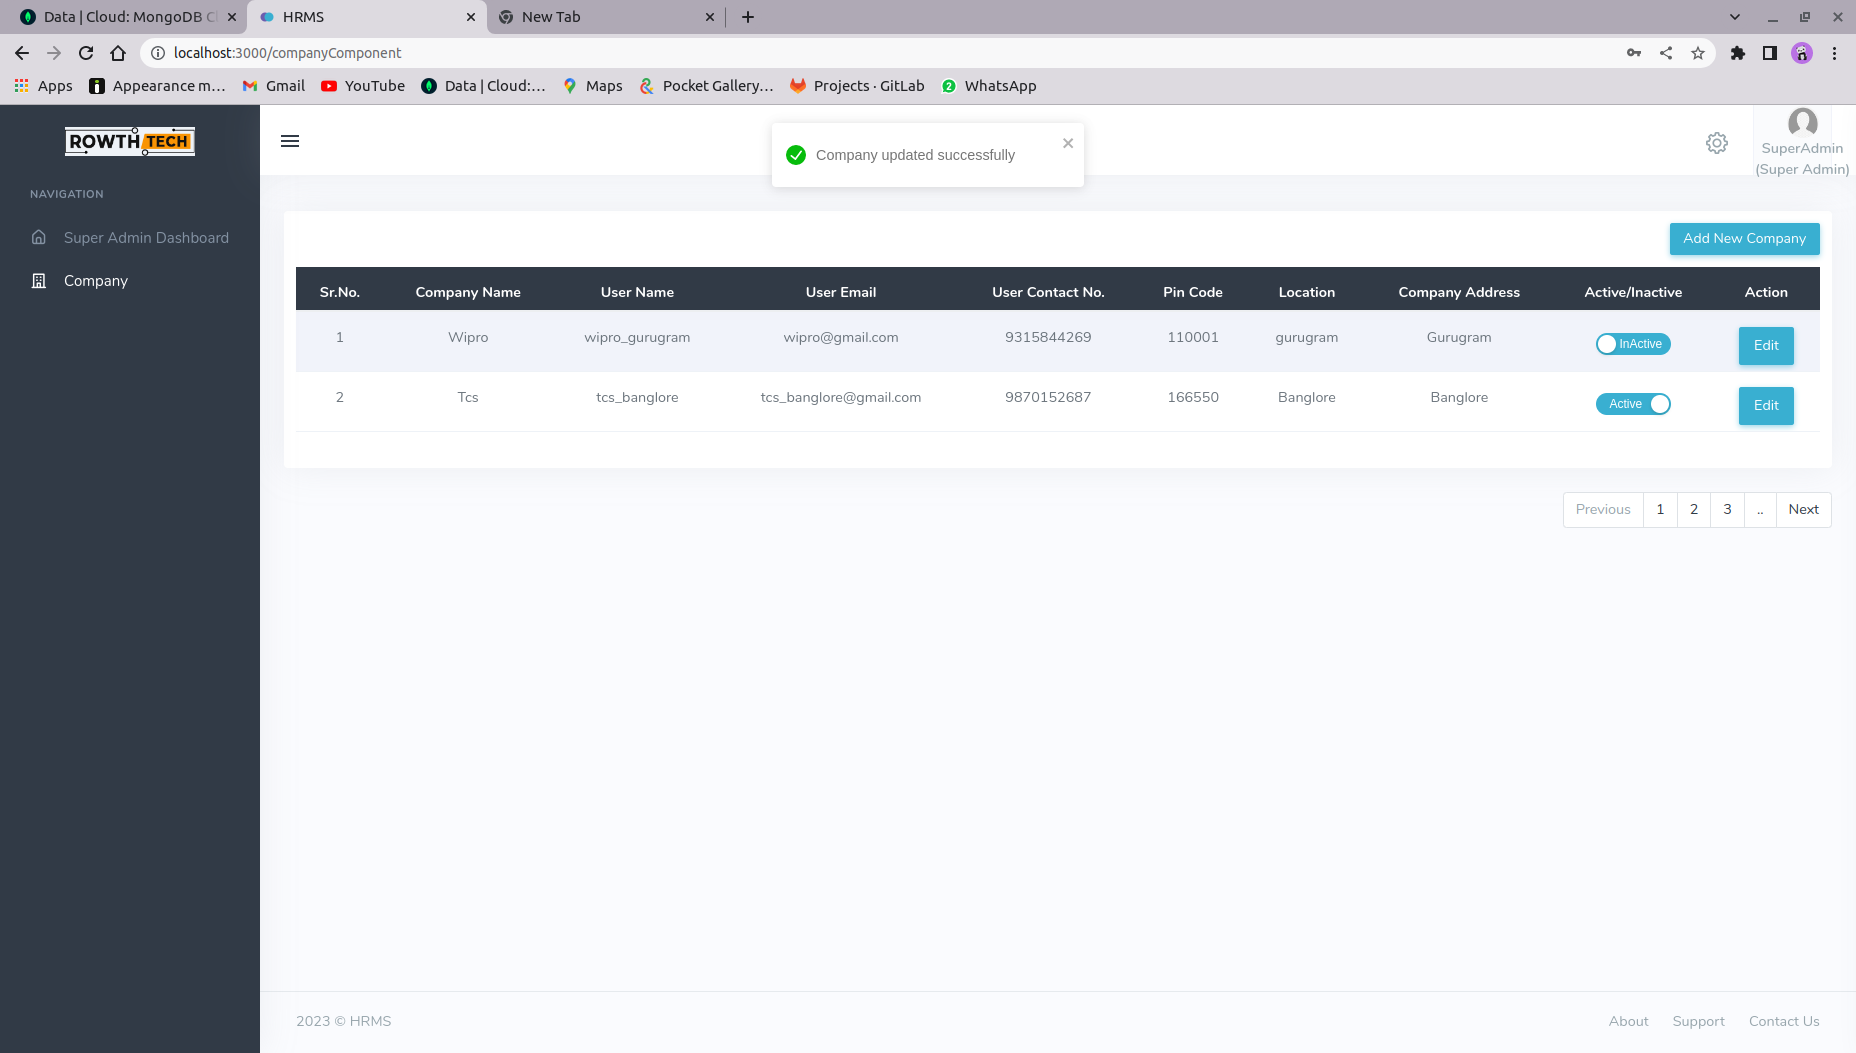 Data | Cloud: MongoDB Cl
HRMS
New Tab
localhost:3000/companyComponent
Apps
Appearance m...
Gmail
YouTube
Data | Cloud:...
Maps
Pocket Gallery...
Projects · GitLab
2
WhatsApp
ROWTH TECH
Company updated successfully
SuperAdmin
(Super Admin)
NAVIGATION
Super Admin Dashboard
Company
Add New Company
Sr.No. Company Name User Name User Email User Contact No. Pin Code Location Company Address Active/Inactive Action
1 Wipro wipro_gurugram wipro@gmail.com 9315844269 110001 gurugram Gurugram InActive Edit
2 Tcs tcs_banglore tcs_banglore@gmail.com 9870152687 166550 Banglore Banglore Active Edit
Previous 1 2 3 .. Next
2023 © HRMS
About Support Contact Us